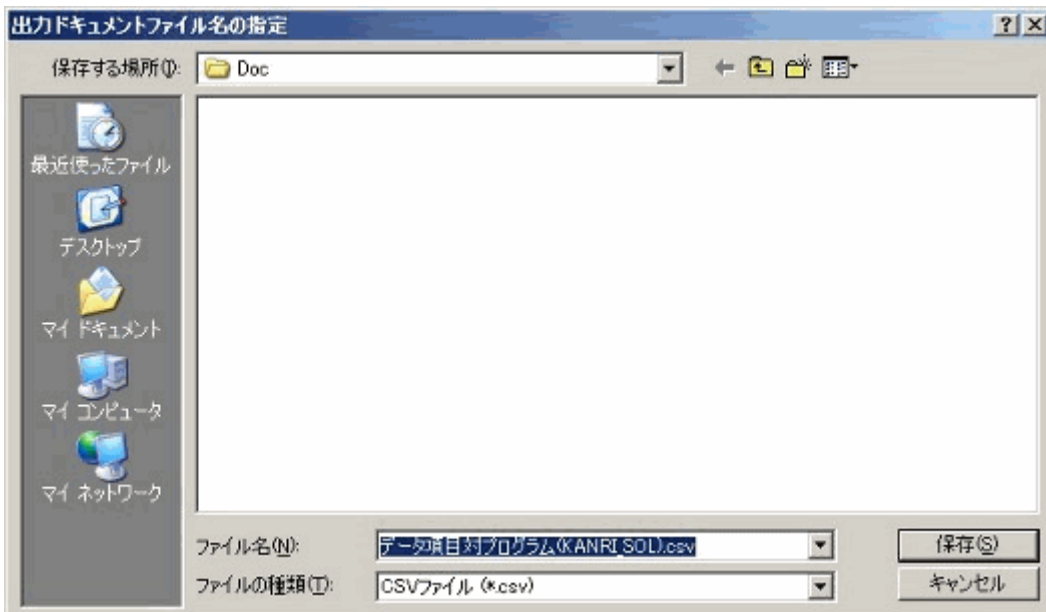 出力ドキュメントファイル名の指定
保存する場所(I):
Doc
最近使ったファイル
デスクトップ
マイ ドキュメント
マイ コンピュータ
マイ ネットワーク
ファイル名(N):
データ項目対プログラム(KANRI_SOL).csv
保存(S)
ファイルの種類(T):
CSVファイル (*.csv)
キャンセル